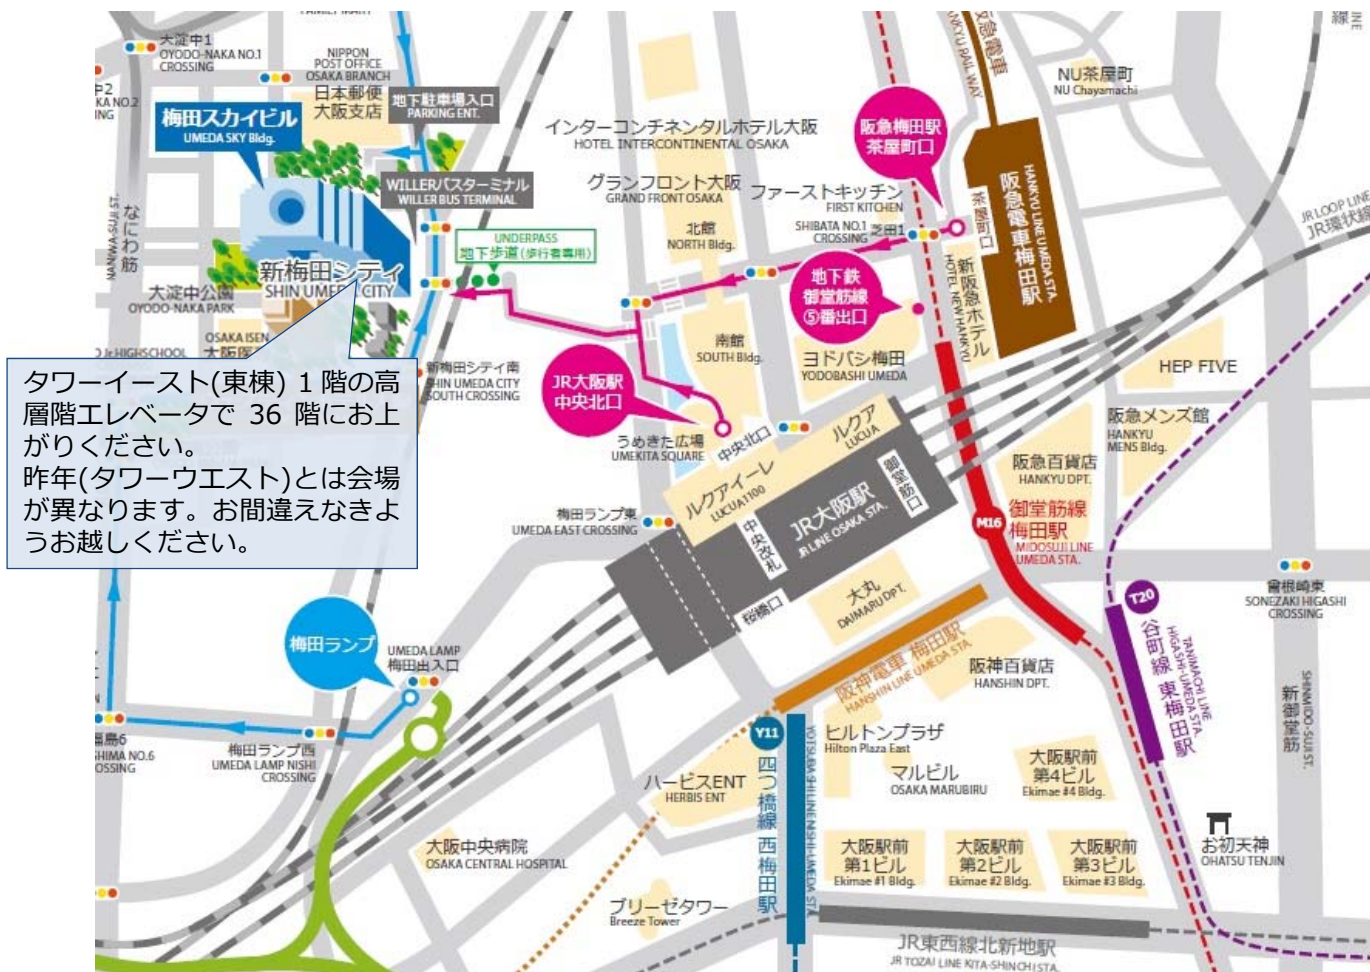 大淀中1
OYODO-NAKA NO.1
CROSSING
NIPPON
POST OFFICE
OSAKA BRANCH
日本郵便
大阪支店
地下駐車場入口
PARKING ENT.
梅田スカイビル
UMEDA SKY Bldg.
なにわ筋
NANIWA-SUJI ST.
WILLERバスターミナル
WILLER BUS TERMINAL
UNDERPASS
地下歩道(歩行者専用)
新梅田シティ
SHIN UMEDA CITY
大淀中公園
OYODO-NAKA PARK
OSAKA ISEN
新梅田シティ南
SHIN UMEDA CITY
SOUTH CROSSING
タワーイースト(東棟) 1 階の高
層階エレベータで 36 階にお上
がりください。
昨年(タワーウエスト)とは会場
が異なります。お間違えなきよ
うお越しください。
インターコンチネンタルホテル大阪
HOTEL INTERCONTINENTAL OSAKA
グランフロント大阪
GRAND FRONT OSAKA
北館
NORTH Bldg.
ファーストキッチン
FIRST KITCHEN
SHIBATA NO.1
CROSSING
芝田1
阪急梅田駅
茶屋町口
茶屋町口
阪急電車
HANKYU RAIL WAY
NU茶屋町
NU Chayamachi
HANKYU LINE UMEDA STA.
阪急電車梅田駅
JR LOOP LINE
JR環状線
地下鉄
御堂筋線
⑤番出口
新阪急ホテル
HOTEL NEW HANKYU
南館
SOUTH Bldg.
ヨドバシ梅田
YODOBASHI UMEDA
JR大阪駅
中央北口
うめきた広場
UMEKITA SQUARE
中央北口
ルクア
LUCUA
ルクアイーレ
LUCUA1100
御堂筋口
JR大阪駅
JR LINE OSAKA STA.
中央改札
桜橋口
HEP FIVE
阪急メンズ館
HANKYU
MENS Bldg.
阪急百貨店
HANKYU DPT.
M16
御堂筋線
梅田駅
MIDOSUJI LINE
UMEDA STA.
梅田ランプ東
UMEDA EAST CROSSING
大丸
DAIMARU DPT.
曾根崎東
SONEZAKI HIGASHI
CROSSING
T20
TANIMACHI LINE
HIGASHI-UMEDA STA.
谷町線 東梅田駅
梅田ランプ
UMEDA LAMP
梅田出入口
阪神電車 梅田駅
HANSHIN LINE UMEDA STA.
阪神百貨店
HANSHIN DPT.
新御堂筋
SHINMIDO-SUJI ST.
福島6
梅田ランプ西
UMEDA LAMP NISHI
CROSSING
Y11
四つ橋線 西梅田駅
YOTSUBASHI LINE NISHI-UMEDA STA.
ヒルトンプラザ
Hilton Plaza East
マルビル
OSAKA MARUBIRU
大阪駅前
第4ビル
Ekimae #4 Bldg.
ハービスENT
HERBIS ENT
大阪中央病院
OSAKA CENTRAL HOSPITAL
大阪駅前
第1ビル
Ekimae #1 Bldg.
大阪駅前
第2ビル
Ekimae #2 Bldg.
大阪駅前
第3ビル
Ekimae #3 Bldg.
お初天神
OHATSU TENJIN
ブリーゼタワー
Breeze Tower
JR東西線北新地駅
JR TOZAI LINE KITA-SHINCHI STA.